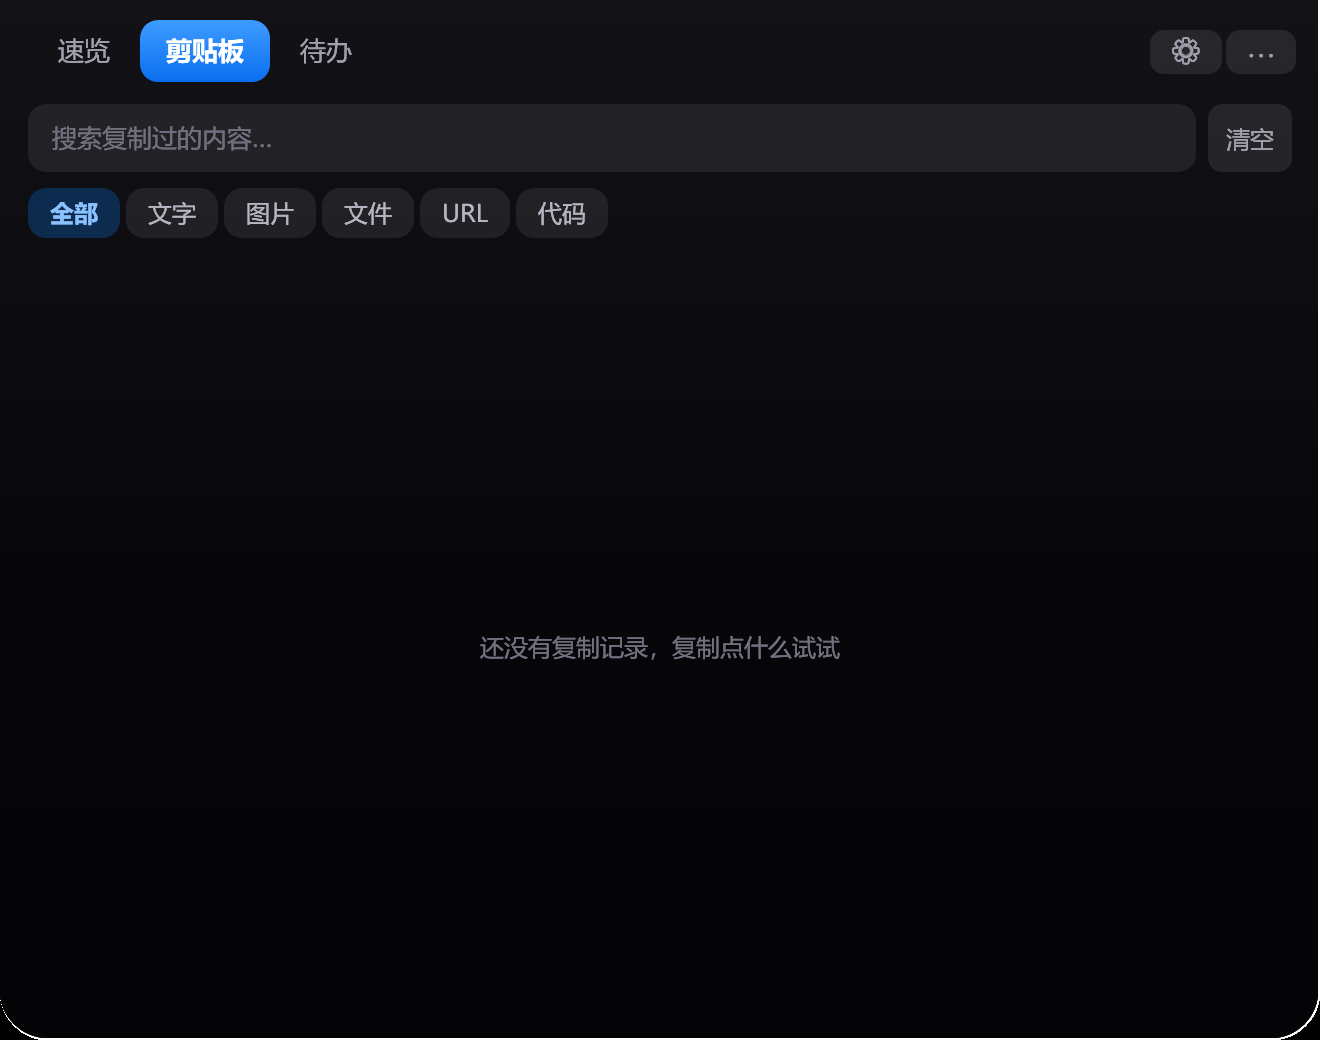 速览 剪贴板 待办 ...
搜索复制过的内容... 清空
全部 文字 图片 文件 URL 代码
还没有复制记录，复制点什么试试